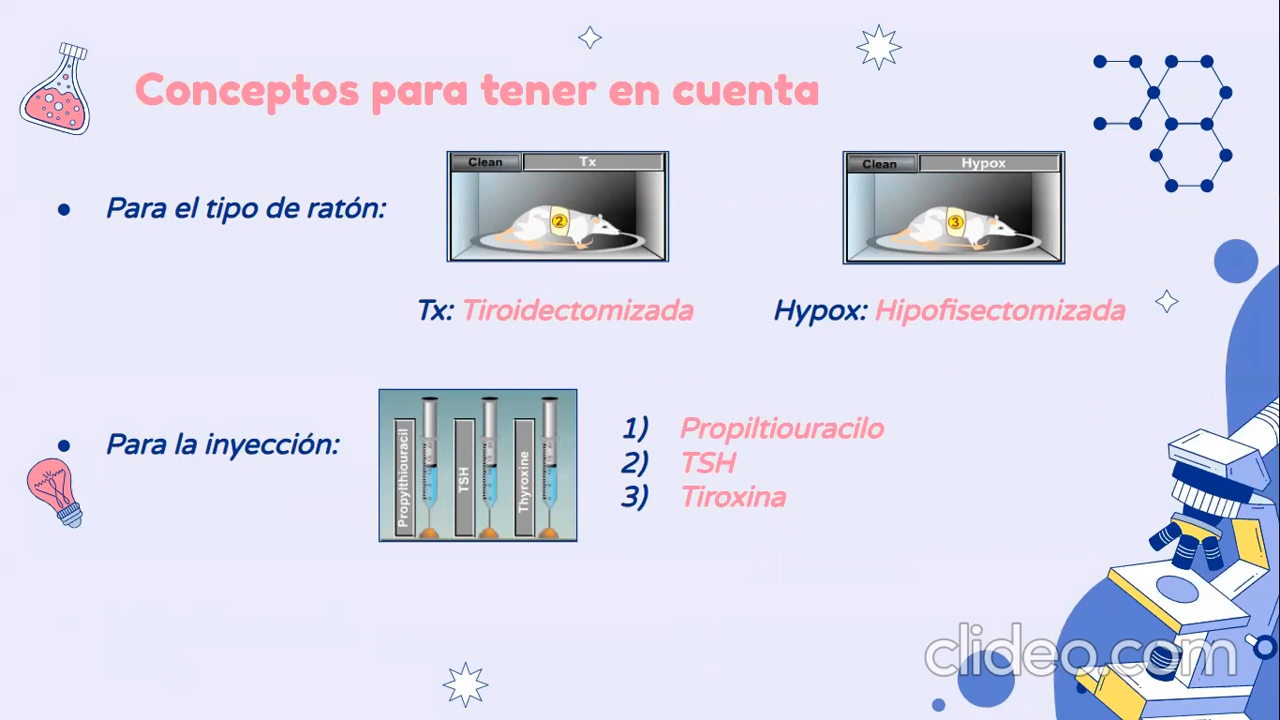 Conceptos para tener en cuenta
Clean Tx
Clean Hypox
• Para el tipo de ratón:
2
3
Tx: Tiroidectomizada
Hypox: Hipofisectomizada
• Para la inyección:
Propylthiouracil
TSH
Thyroxine
1) Propiltiouracilo
2) TSH
3) Tiroxina
clideo.com